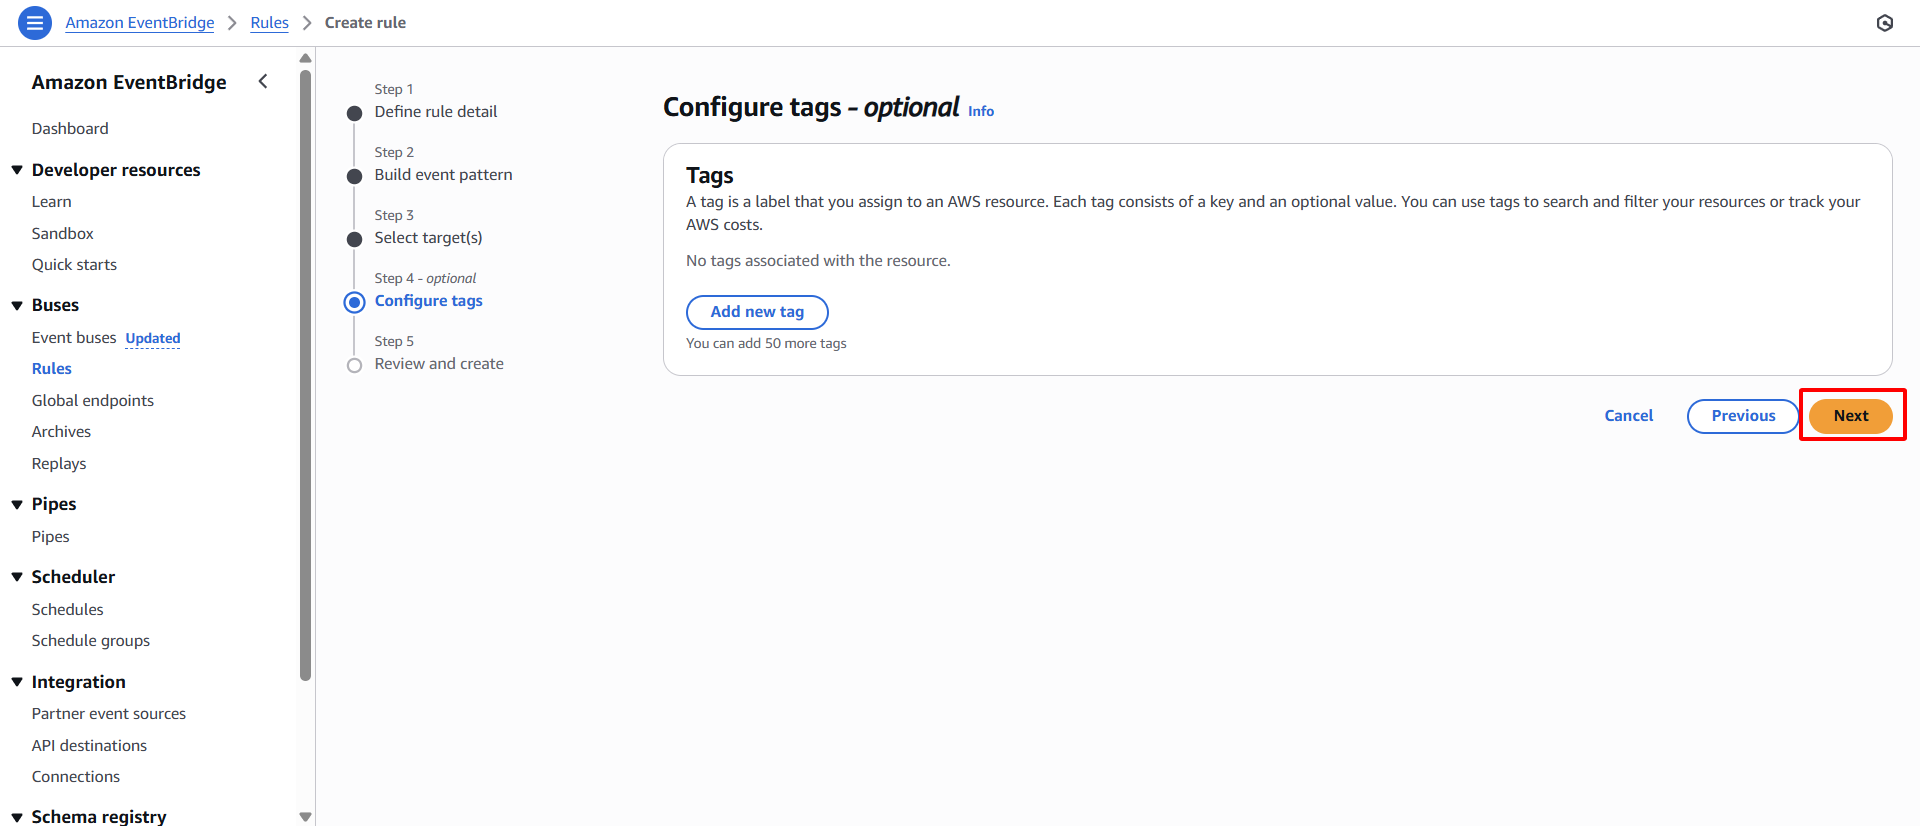 Amazon EventBridge > Rules > Create rule
Amazon EventBridge
Dashboard
Developer resources
Learn
Sandbox
Quick starts
Buses
Event buses Updated
Rules
Global endpoints
Archives
Replays
Pipes
Pipes
Scheduler
Schedules
Schedule groups
Integration
Partner event sources
API destinations
Connections
Schema registry
Step 1
Define rule detail
Step 2
Build event pattern
Step 3
Select target(s)
Step 4 - optional
Configure tags
Step 5
Review and create
Configure tags - optional Info
Tags
A tag is a label that you assign to an AWS resource. Each tag consists of a key and an optional value. You can use tags to search and filter your resources or track your
AWS costs.
No tags associated with the resource.
Add new tag
You can add 50 more tags
Cancel Previous Next